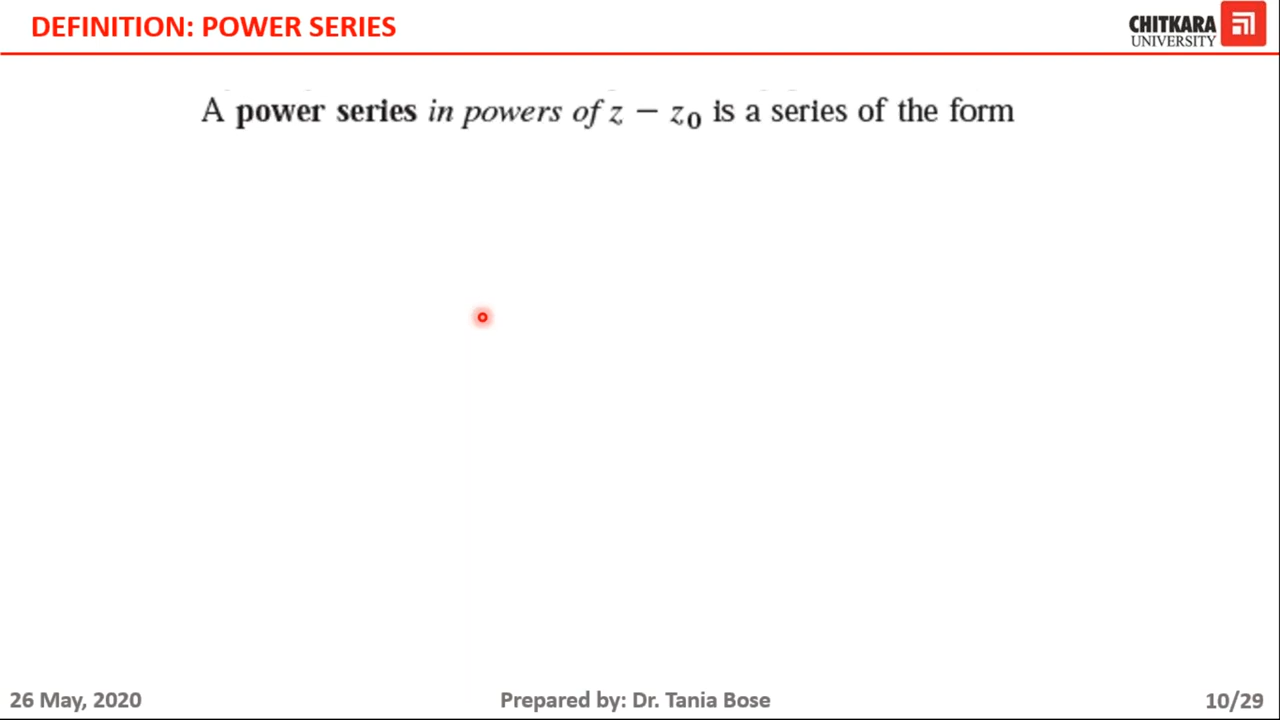 DEFINITION: POWER SERIES
CHITKARA
UNIVERSITY
A power series in powers of z − z₀ is a series of the form
26 May, 2020
Prepared by: Dr. Tania Bose
10/29